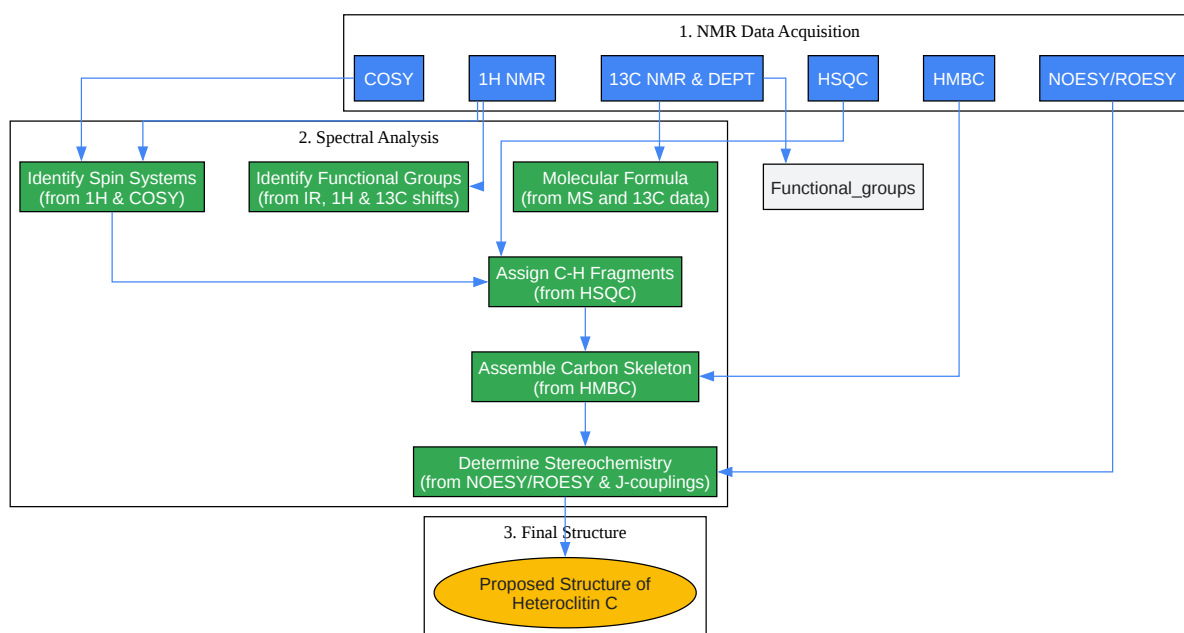 1. NMR Data Acquisition
COSY
1H NMR
13C NMR & DEPT
HSQC
HMBC
NOESY/ROESY
2. Spectral Analysis
Identify Spin Systems
(from 1H & COSY)
Identify Functional Groups
(from IR, 1H & 13C shifts)
Molecular Formula
(from MS and 13C data)
Functional_groups
Assign C-H Fragments
(from HSQC)
Assemble Carbon Skeleton
(from HMBC)
Determine Stereochemistry
(from NOESY/ROESY & J-couplings)
3. Final Structure
Proposed Structure of
Heteroclitin C